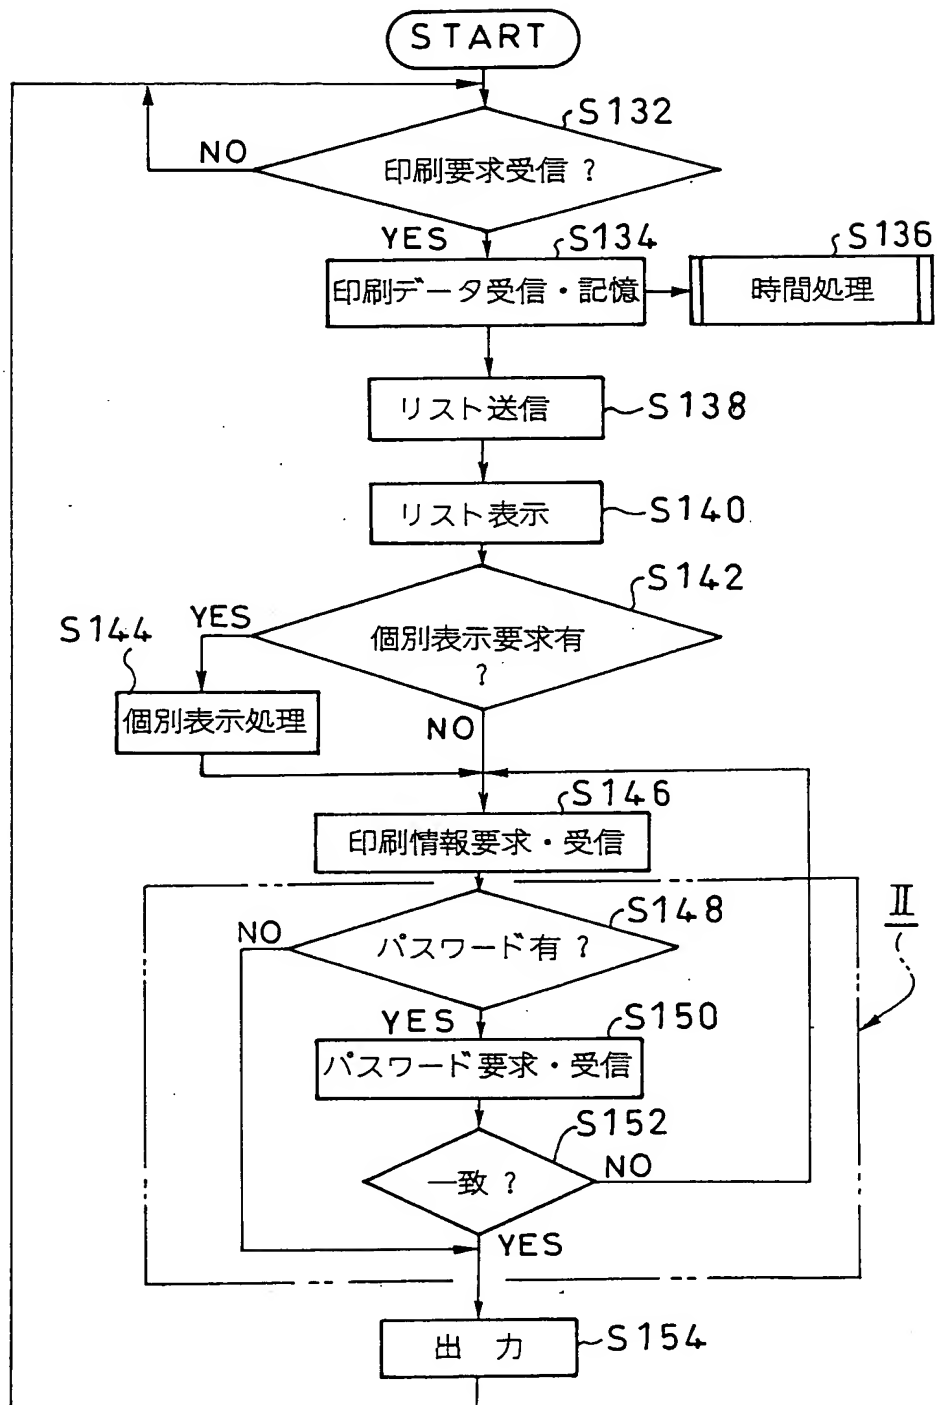 START
S132
NO
印刷要求受信 ?
YES
S134
S136
印刷データ受信・記憶
時間処理
リスト送信
S138
リスト表示
S140
S142
YES
S144
個別表示要求有
?
個別表示処理
NO
S146
印刷情報要求・受信
II
S148
NO
パスワード有 ?
YES
S150
パスワード要求・受信
S152
一致 ?
NO
YES
出 力
S154